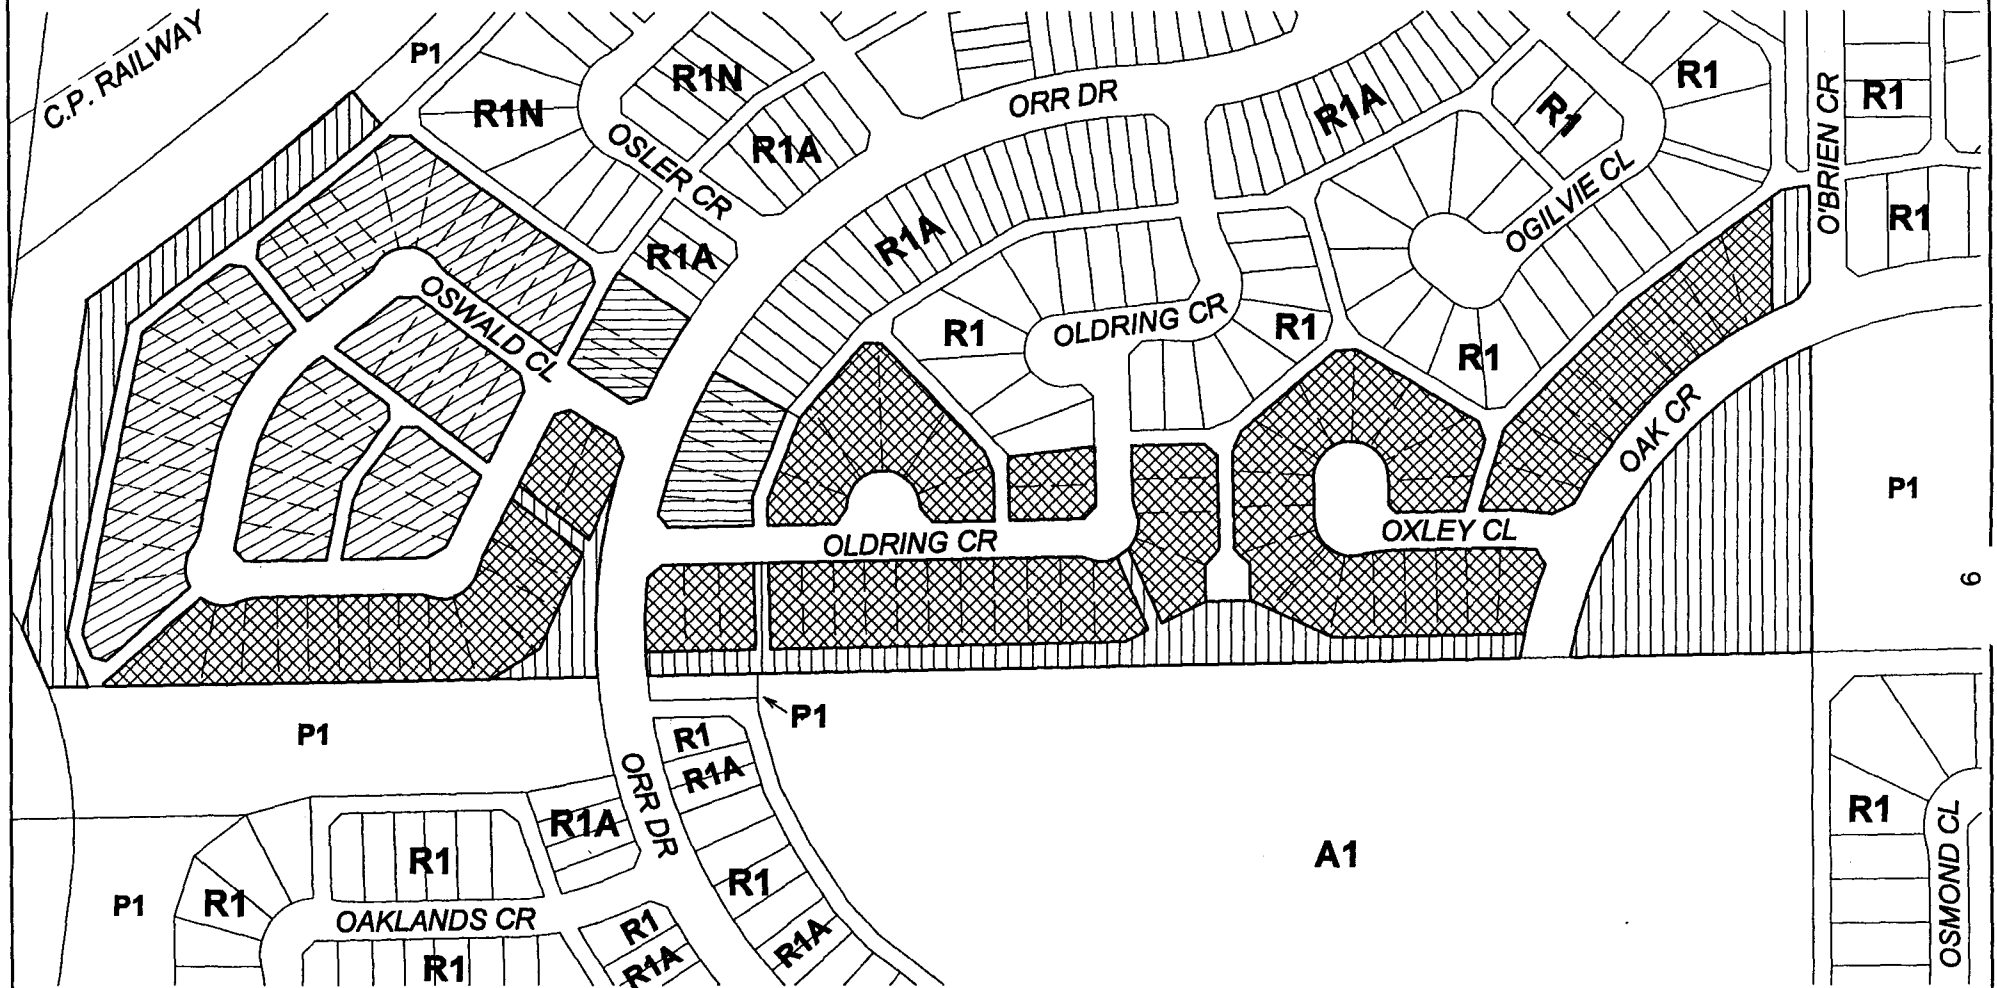 C.P. RAILWAY
P1
R1N
R1N
R1A
OSLER CR
R1A
ORR DR
R1A
R1A
R1
R1
OGILVIE CL
O'BRIEN CR
R1
R1
OSWALD CL
R1
OLDRING CR
R1
R1
OAK CR
P1
OLDRING CR
OXLEY CL
6
P1
P1
R1
R1A
ORR DR
R1A
R1
R1
R1
P1
OAKLANDS CR
R1
R1
R1A
R1A
A1
R1
OSMOND CL